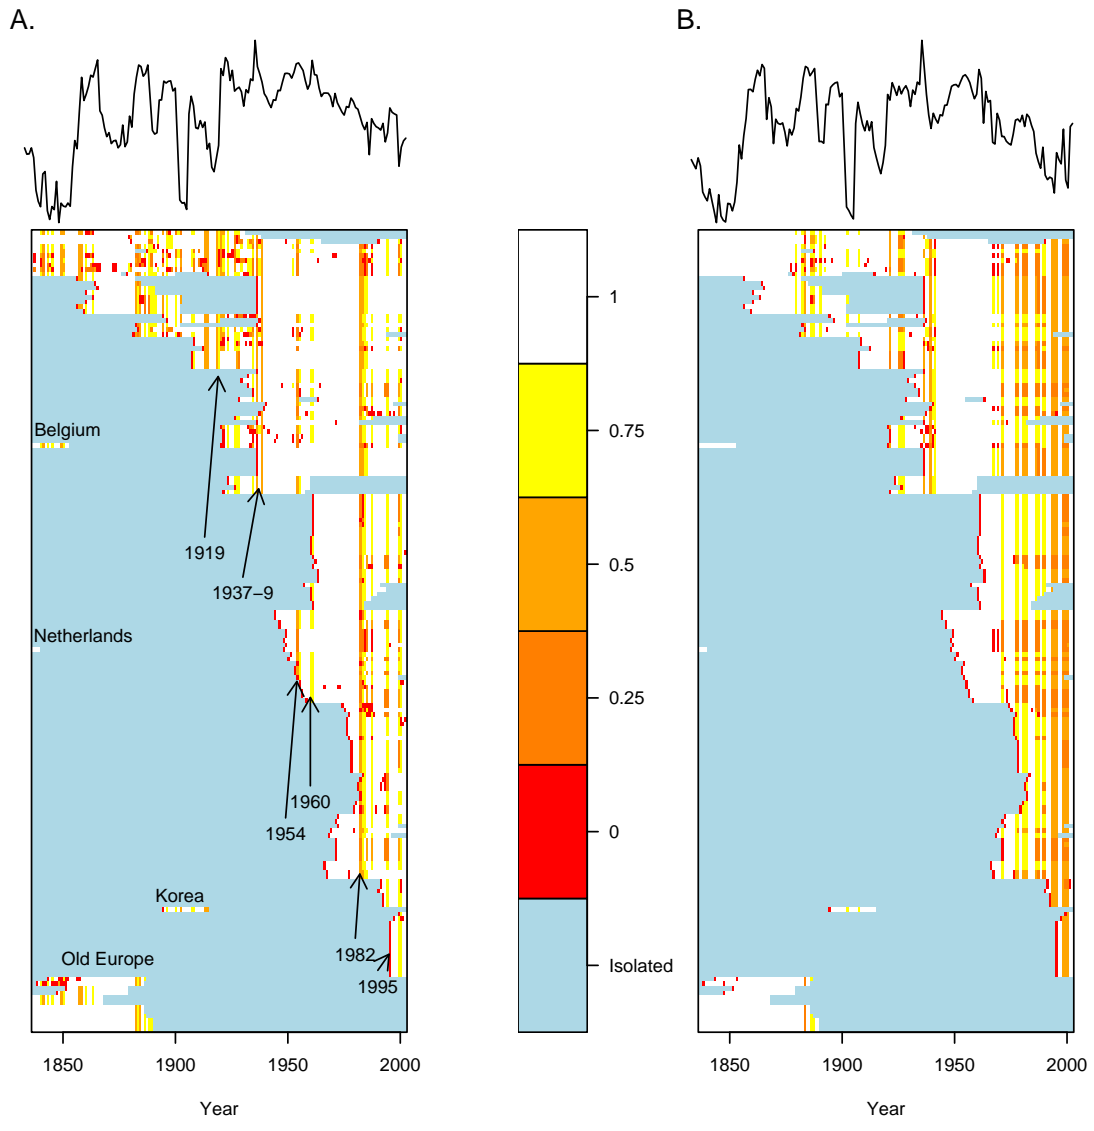 A.
B.
1
0.75
0.5
0.25
0
Isolated
Belgium
1919
1937–9
Netherlands
1960
1954
Korea
1982
Old Europe
1995
1850 1900 1950 2000
Year
1850 1900 1950 2000
Year